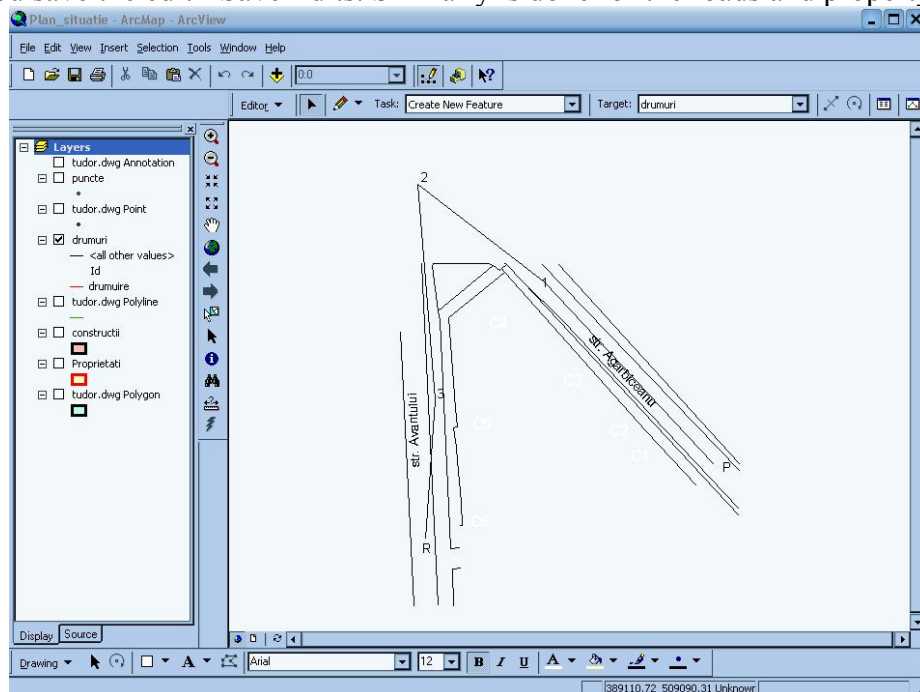 Plan_situatie - ArcMap - ArcView
File Edit View Insert Selection Tools Window Help
0:0
Editor Task: Create New Feature Target: drumuri
Layers
tudor.dwg Annotation
puncte
tudor.dwg Point
drumuri
<all other values>
Id
drumuire
tudor.dwg Polyline
constructii
Proprietati
tudor.dwg Polygon
2
1
C4
str. Agarbiceanu
C3
3
str. Avantului
C6
C2
C1
P
C5
R
Display Source
Drawing A Arial 12 B I U A
389110.72 509090.31 Unknowr